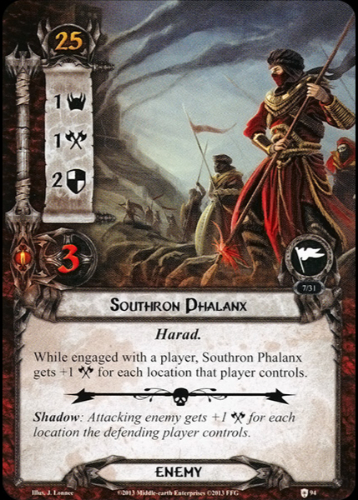 25
1
1
2
3
7/31
Southron Phalanx
Harad.
While engaged with a player, Southron Phalanx
gets +1 for each location that player controls.
Shadow: Attacking enemy gets +1 for each
location the defending player controls.
ENEMY
Illus. J. Lonnee ©2013 Middle-earth Enterprises ©2013 FFG 94